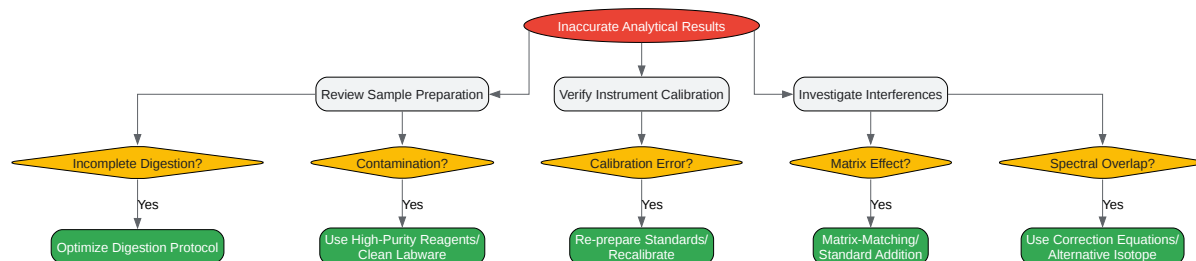 Inaccurate Analytical Results
Review Sample Preparation
Verify Instrument Calibration
Investigate Interferences
Incomplete Digestion?
Contamination?
Calibration Error?
Matrix Effect?
Spectral Overlap?
Yes
Yes
Yes
Yes
Yes
Optimize Digestion Protocol
Use High-Purity Reagents/
Clean Labware
Re-prepare Standards/
Recalibrate
Matrix-Matching/
Standard Addition
Use Correction Equations/
Alternative Isotope